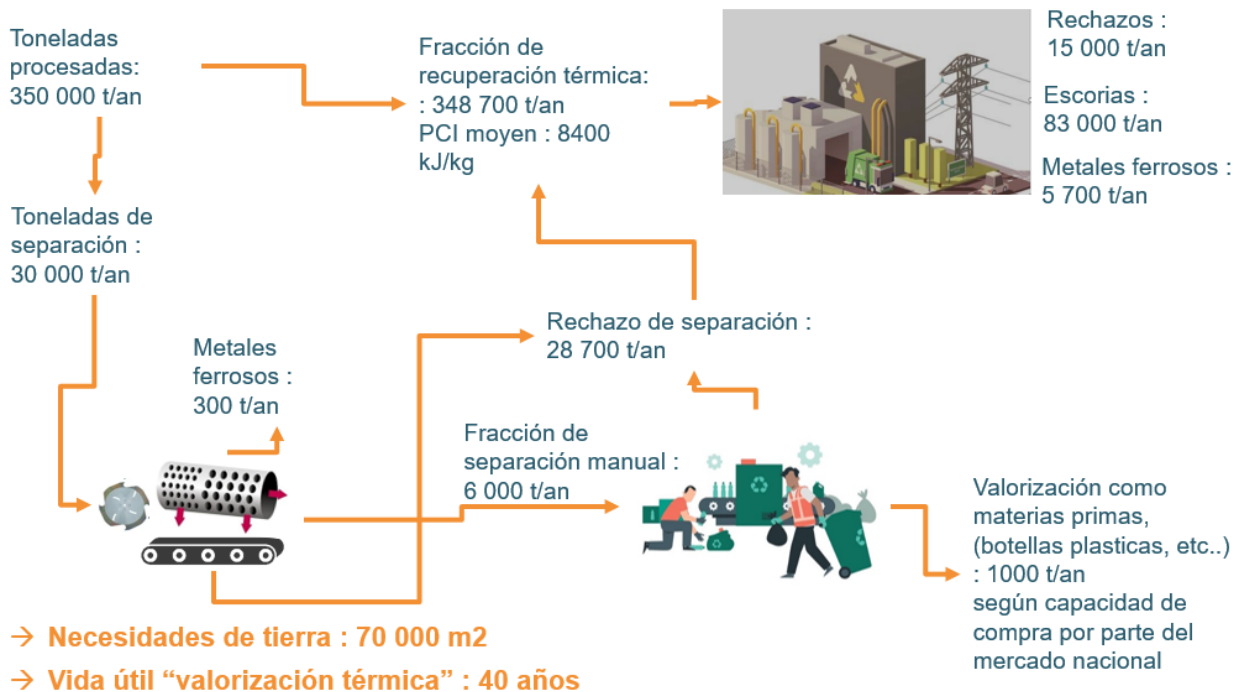 Toneladas
procesadas:
350 000 t/an
Fracción de
recuperación térmica:
: 348 700 t/an
PCI moyen : 8400
kJ/kg
Rechazos :
15 000 t/an
Escorias :
83 000 t/an
Metales ferrosos :
5 700 t/an
Toneladas de
separación :
30 000 t/an
Metales
ferrosos :
300 t/an
Rechazo de separación :
28 700 t/an
Fracción de
separación manual :
6 000 t/an
Valorización como
materias primas,
(botellas plasticas, etc..)
: 1000 t/an
según capacidad de
compra por parte del
mercado nacional
→ Necesidades de tierra : 70 000 m2
→ Vida útil “valorización térmica” : 40 años